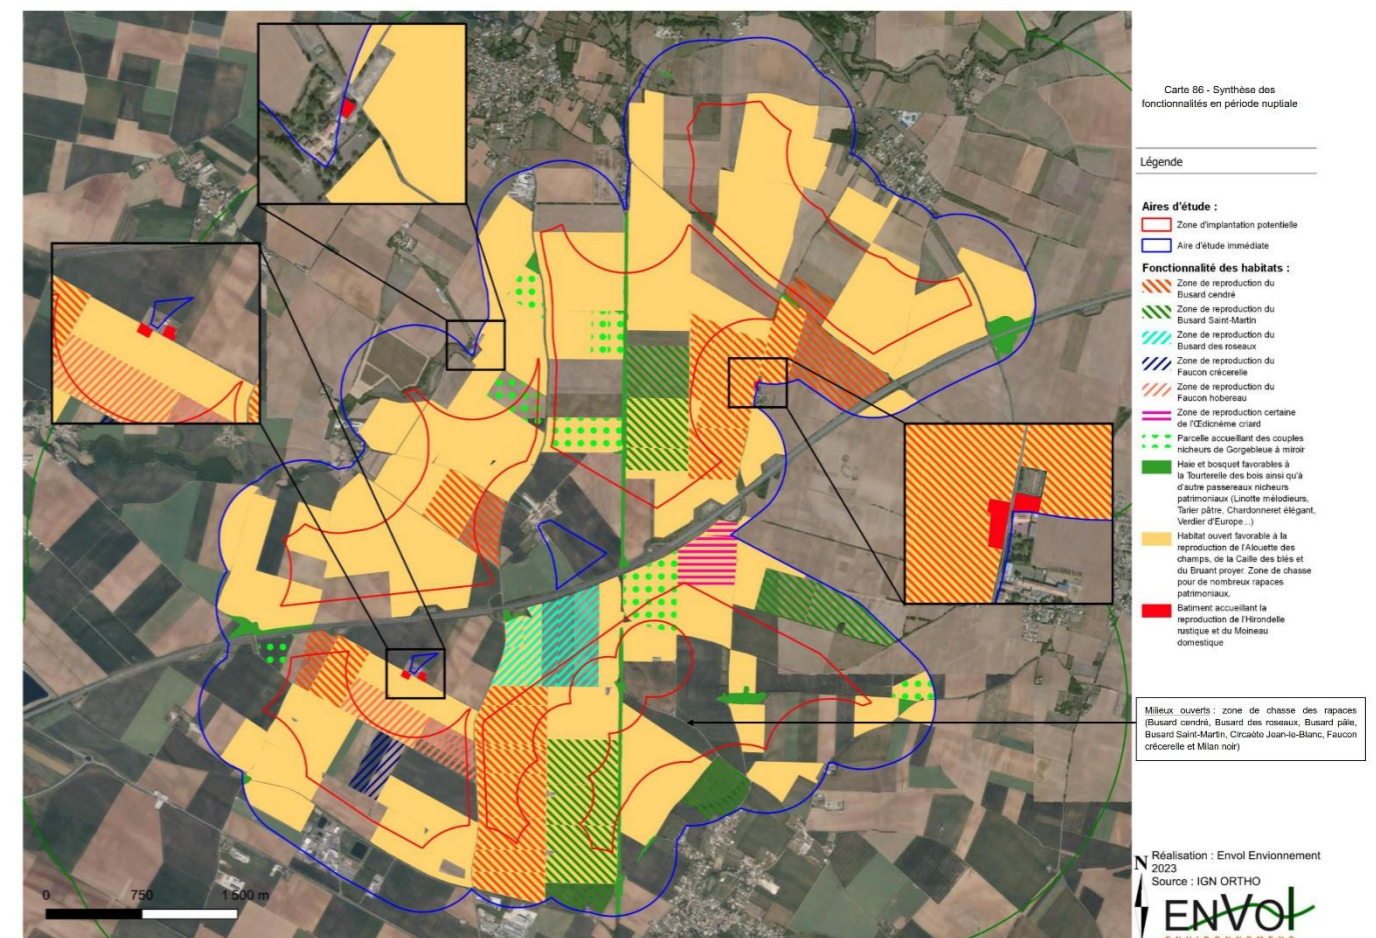 Carte 86 - Synthèse des
fonctionnalités en période nuptiale
Légende
Aires d'étude :
Zone d'implantation potentielle
Aire d'étude immédiate
Fonctionnalité des habitats :
Zone de reproduction du
Busard cendré
Zone de reproduction du
Busard Saint-Martin
Zone de reproduction du
Busard des roseaux
Zone de reproduction du
Faucon crécerelle
Zone de reproduction du
Faucon hobereau
Zone de reproduction certaine
de l'Œdicnème criard
Parcelle accueillant des couples
nicheurs de Gorgebleue à miroir
Haie et bosquet favorables à
la Tourterelle des bois ainsi qu'à
d'autre passereaux nicheurs
patrimoniaux (Linotte mélodieurs,
Tarier pâtre, Chardonneret élégant,
Verdier d'Europe...)
Habitat ouvert favorable à la
reproduction de l'Alouette des
champs, de la Caille des blés et
du Bruant proyer. Zone de chasse
pour de nombreux rapaces
patrimoniaux.
Batiment accueillant la
reproduction de l'Hirondelle
rustique et du Moineau
domestique
Milieux ouverts : zone de chasse des rapaces
(Busard cendré, Busard des roseaux, Busard pâle,
Busard Saint-Martin, Circaète Jean-le-Blanc, Faucon
crécerelle et Milan noir)
0 750 1 500 m
N
Réalisation : Envol Envionnement
2023
Source : IGN ORTHO
ENVOl
ENVIRONNEMENT